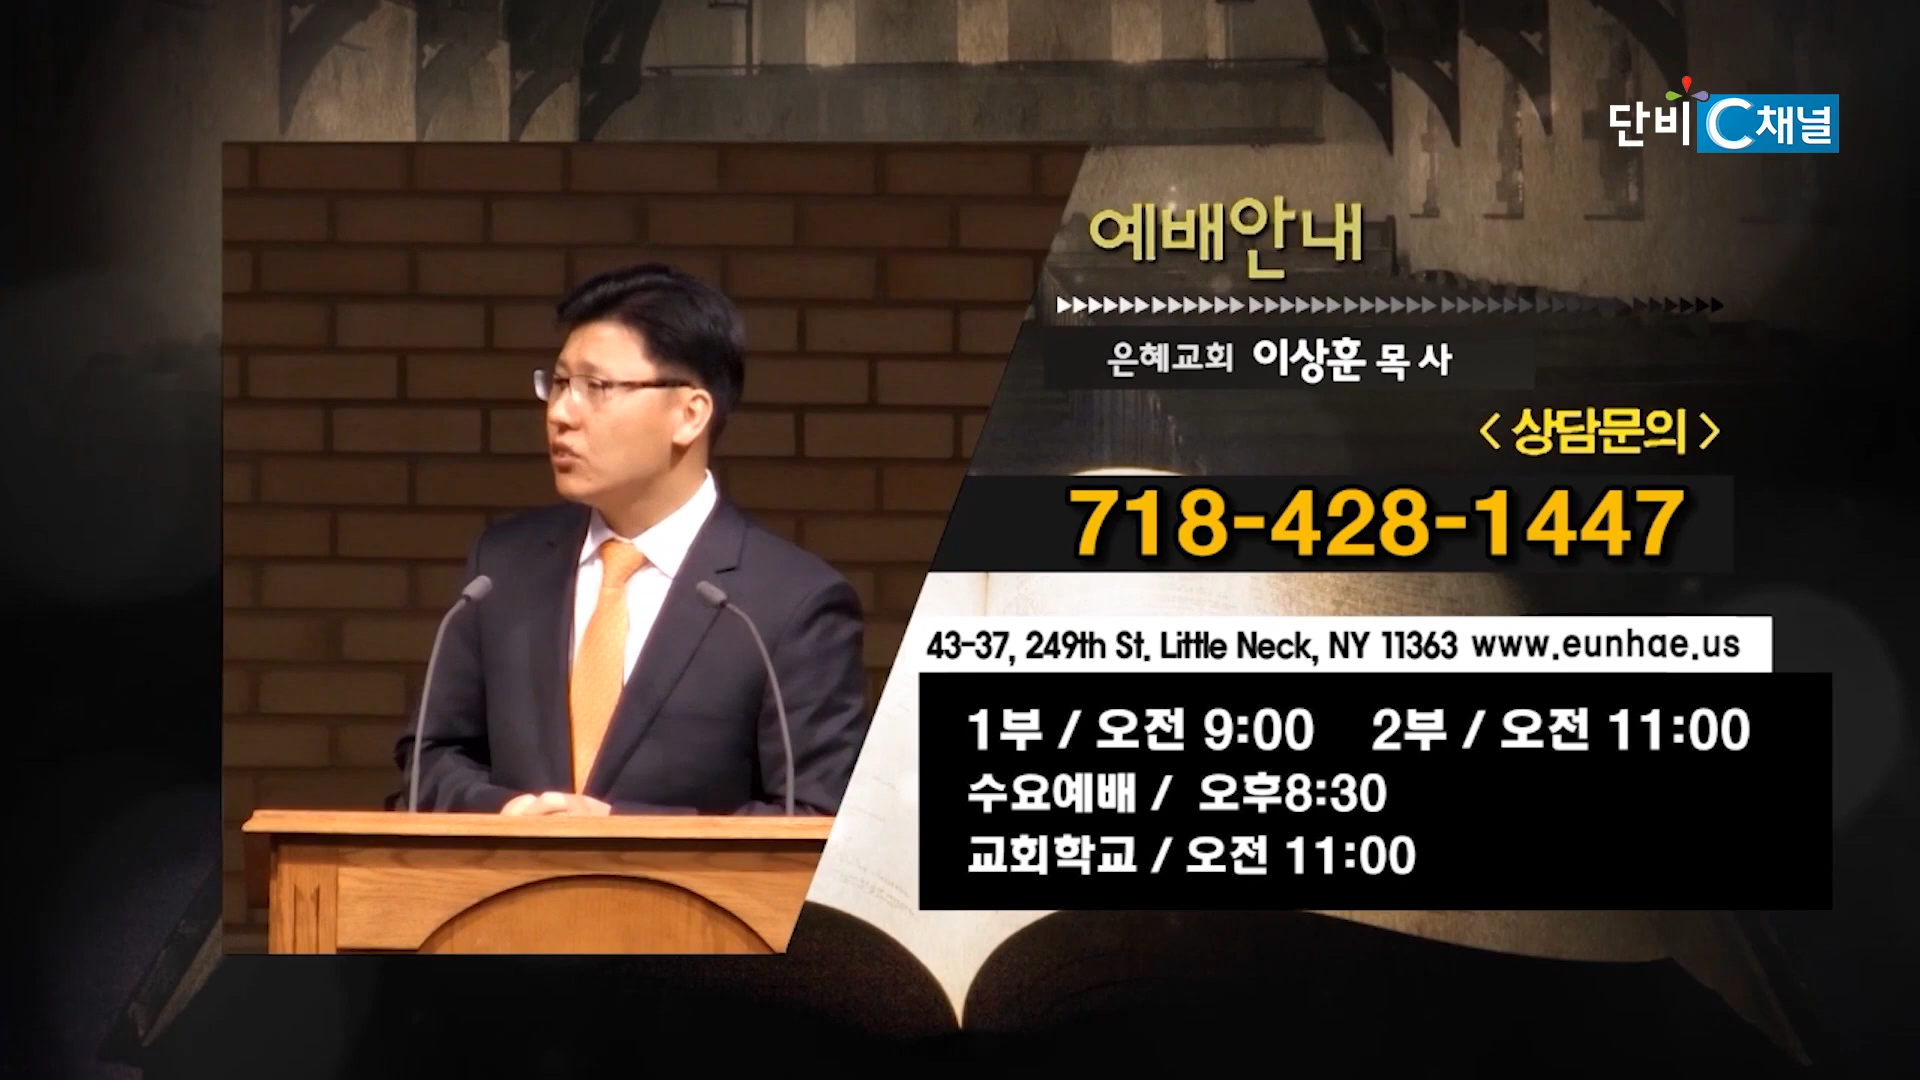 단비 C채널
예배안내
은혜교회 이상훈 목사
< 상담문의 >
718-428-1447
43-37, 249th St. Little Neck, NY 11363 www.eunhae.us
1부 / 오전 9:00 2부 / 오전 11:00
수요예배 / 오후8:30
교회학교 / 오전 11:00